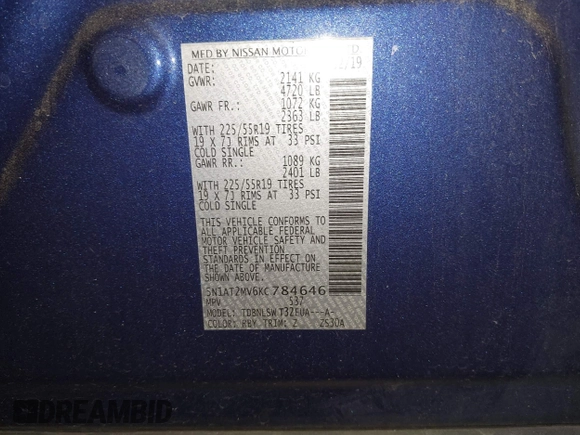 MFD BY NISSAN MOTOR
DATE: /19
GVWR: 2141 KG
4720 LB
GAWR FR.: 1072 KG
2363 LB
WITH 225/55R19 TIRES
19 X 7J RIMS AT 33 PSI
COLD SINGLE
GAWR RR.: 1089 KG
2401 LB
WITH 225/55R19 TIRES
19 X 7J RIMS AT 33 PSI
COLD SINGLE
THIS VEHICLE CONFORMS TO
ALL APPLICABLE FEDERAL
MOTOR VEHICLE SAFETY AND
THEFT PREVENTION
STANDARDS IN EFFECT ON
THE DATE OF MANUFACTURE
SHOWN ABOVE.
5N1AT2MV6KC784646
MPV 532
MODEL: TDBNLSWT32EUA---A-
COLOR: RBY TRIM: Z
DREAMBID